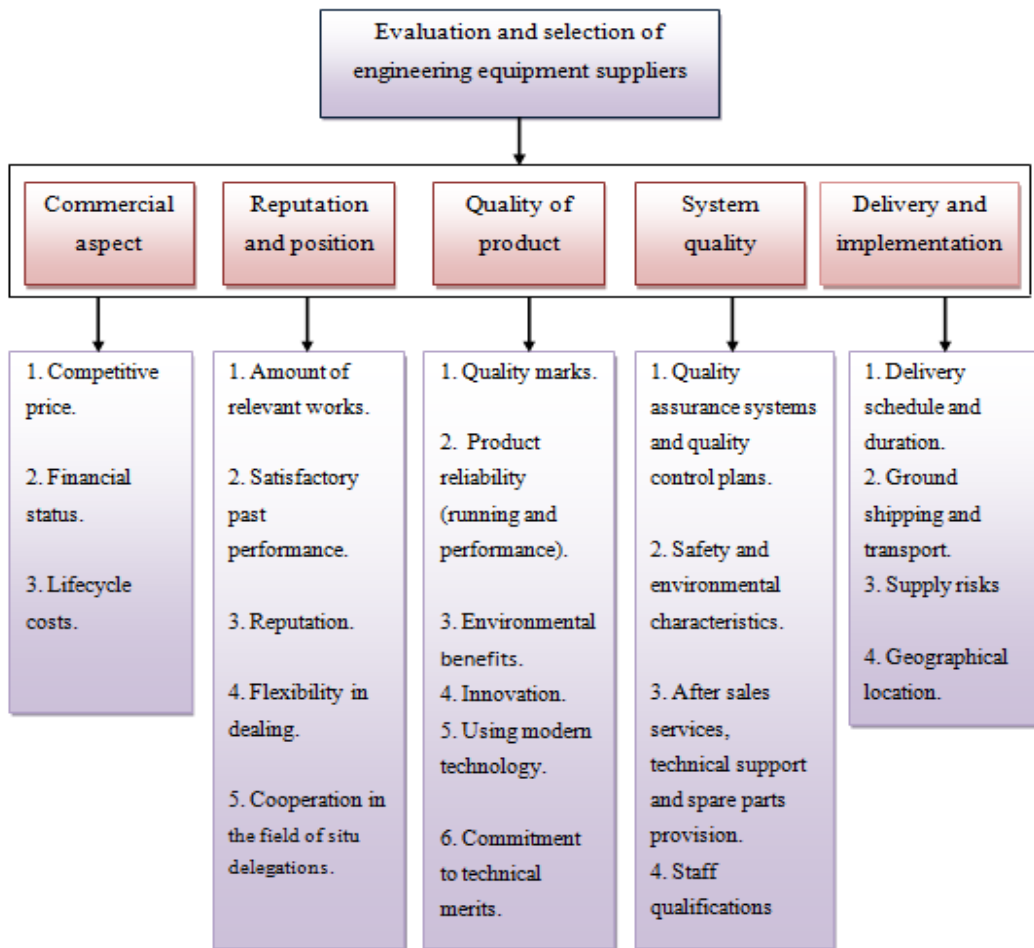 Evaluation and selection of
engineering equipment suppliers
Commercial
aspect
Reputation
and position
Quality of
product
System
quality
Delivery and
implementation
1. Competitive
price.
2. Financial
status.
3. Lifecycle
costs.
1. Amount of
relevant works.
2. Satisfactory
past
performance.
3. Reputation.
4. Flexibility in
dealing.
5. Cooperation in
the field of situ
delegations.
1. Quality marks.
2. Product
reliability
(running and
performance).
3. Environmental
benefits.
4. Innovation.
5. Using modern
technology.
6. Commitment
to technical
merits.
1. Quality
assurance systems
and quality
control plans.
2. Safety and
environmental
characteristics.
3. After sales
services,
technical support
and spare parts
provision.
4. Staff
qualifications
1. Delivery
schedule and
duration.
2. Ground
shipping and
transport.
3. Supply risks
4. Geographical
location.